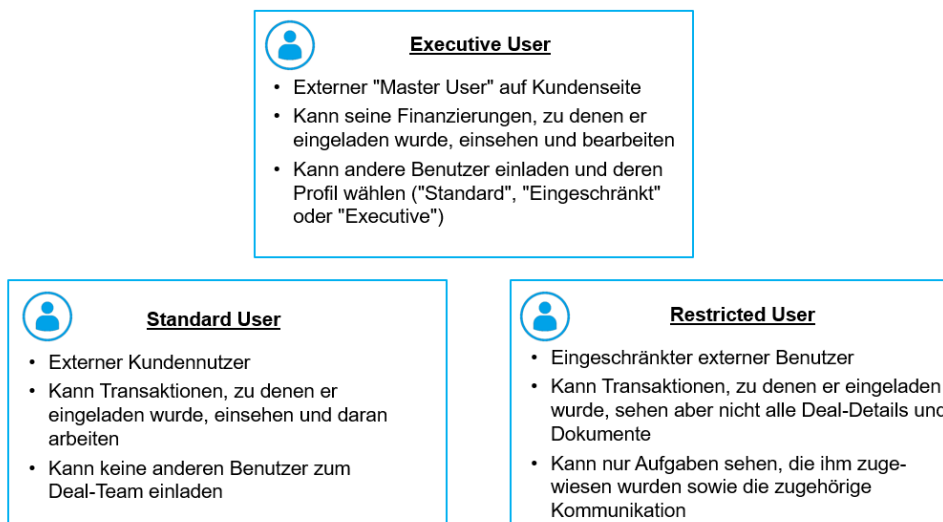 Executive User
• Externer "Master User" auf Kundenseite
• Kann seine Finanzierungen, zu denen er
eingeladen wurde, einsehen und bearbeiten
• Kann andere Benutzer einladen und deren
Profil wählen ("Standard", "Eingeschränkt"
oder "Executive")
Standard User
• Externer Kundennutzer
• Kann Transaktionen, zu denen er
eingeladen wurde, einsehen und daran
arbeiten
• Kann keine anderen Benutzer zum
Deal-Team einladen
Restricted User
• Eingeschränkter externer Benutzer
• Kann Transaktionen, zu denen er eingeladen
wurde, sehen aber nicht alle Deal-Details und
Dokumente
• Kann nur Aufgaben sehen, die ihm zuge-
wiesen wurden sowie die zugehörige
Kommunikation